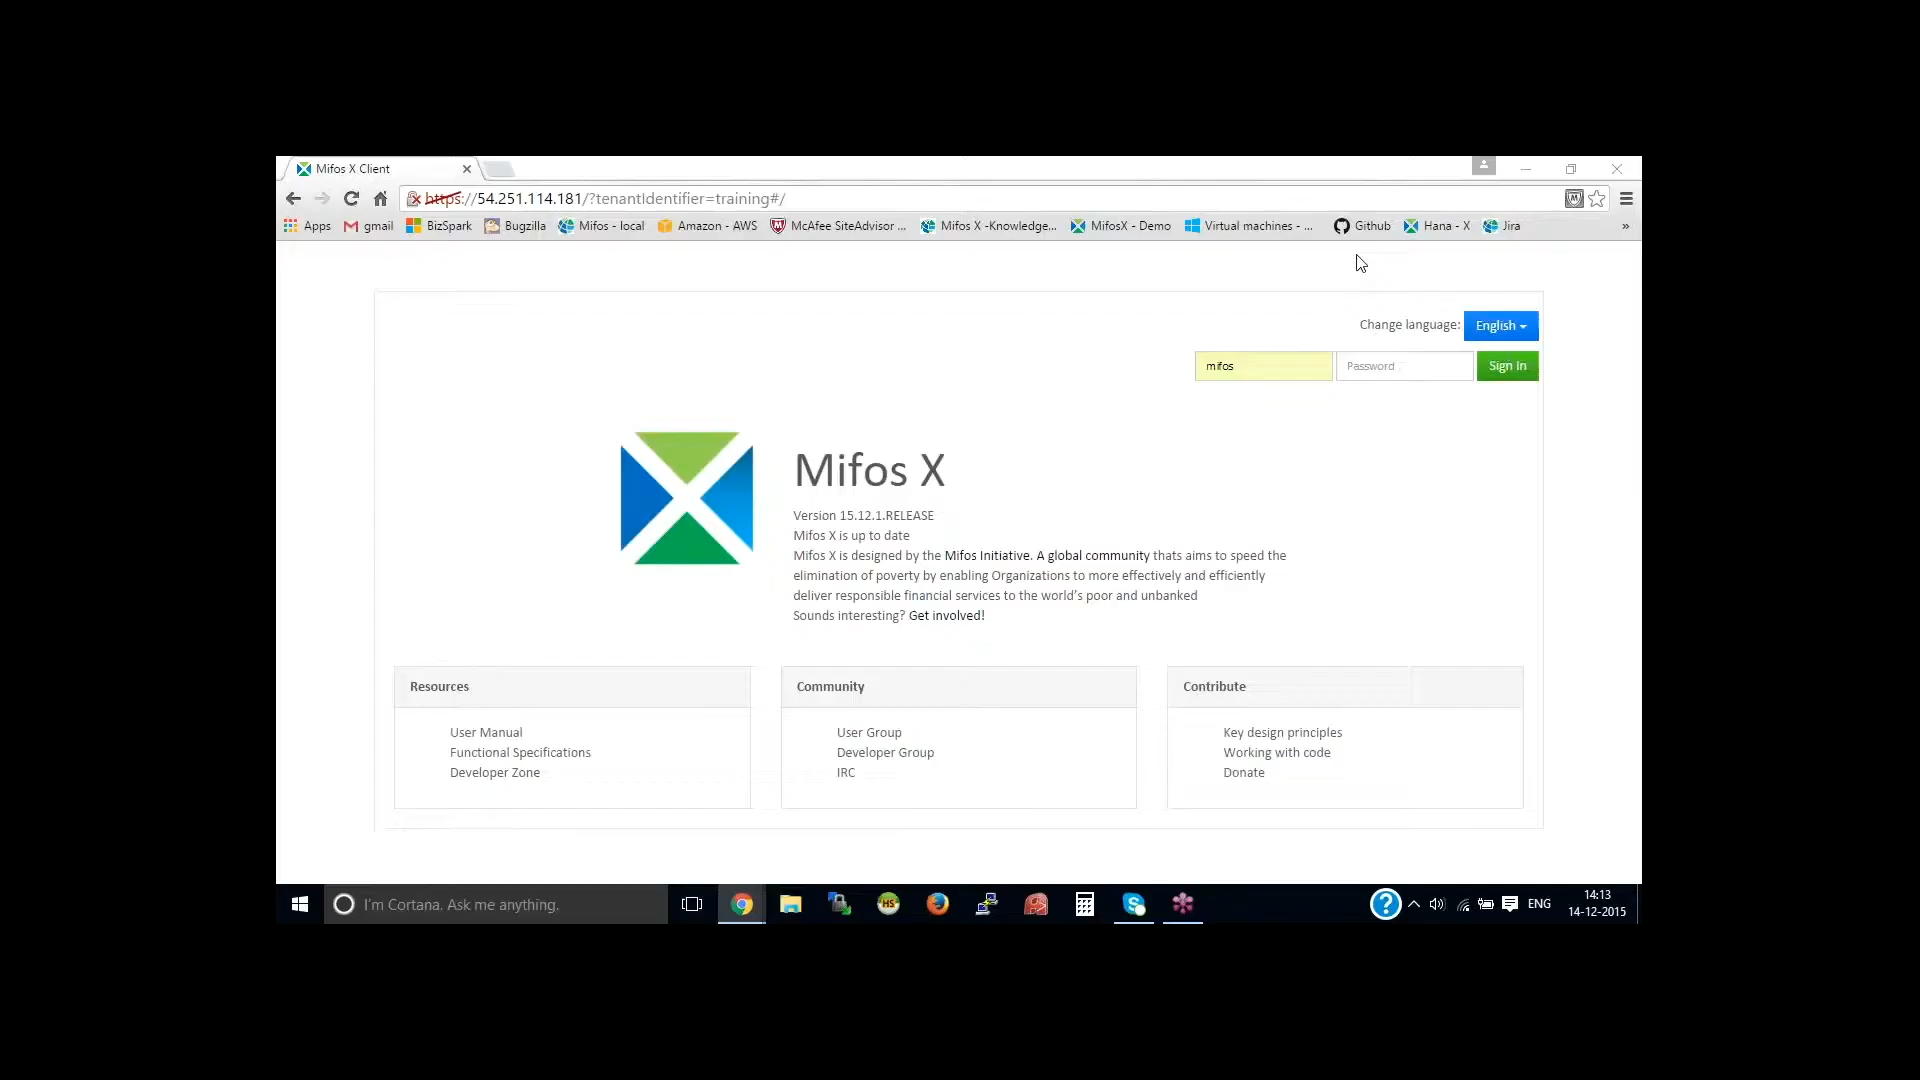 Mifos X Client
https://54.251.114.181/?tenantIdentifier=training#/
Apps gmail BizSpark Bugzilla Mifos - local Amazon - AWS McAfee SiteAdvisor ... Mifos X -Knowledge... MifosX - Demo Virtual machines - ... Github Hana - X Jira »
Change language: English
mifos Password Sign In
Mifos X
Version 15.12.1.RELEASE
Mifos X is up to date
Mifos X is designed by the Mifos Initiative. A global community thats aims to speed the
elimination of poverty by enabling Organizations to more effectively and efficiently
deliver responsible financial services to the world's poor and unbanked
Sounds interesting? Get involved!
Resources
User Manual
Functional Specifications
Developer Zone
Community
User Group
Developer Group
IRC
Contribute
Key design principles
Working with code
Donate
I'm Cortana. Ask me anything.
HS
?
ENG
14:13
14-12-2015